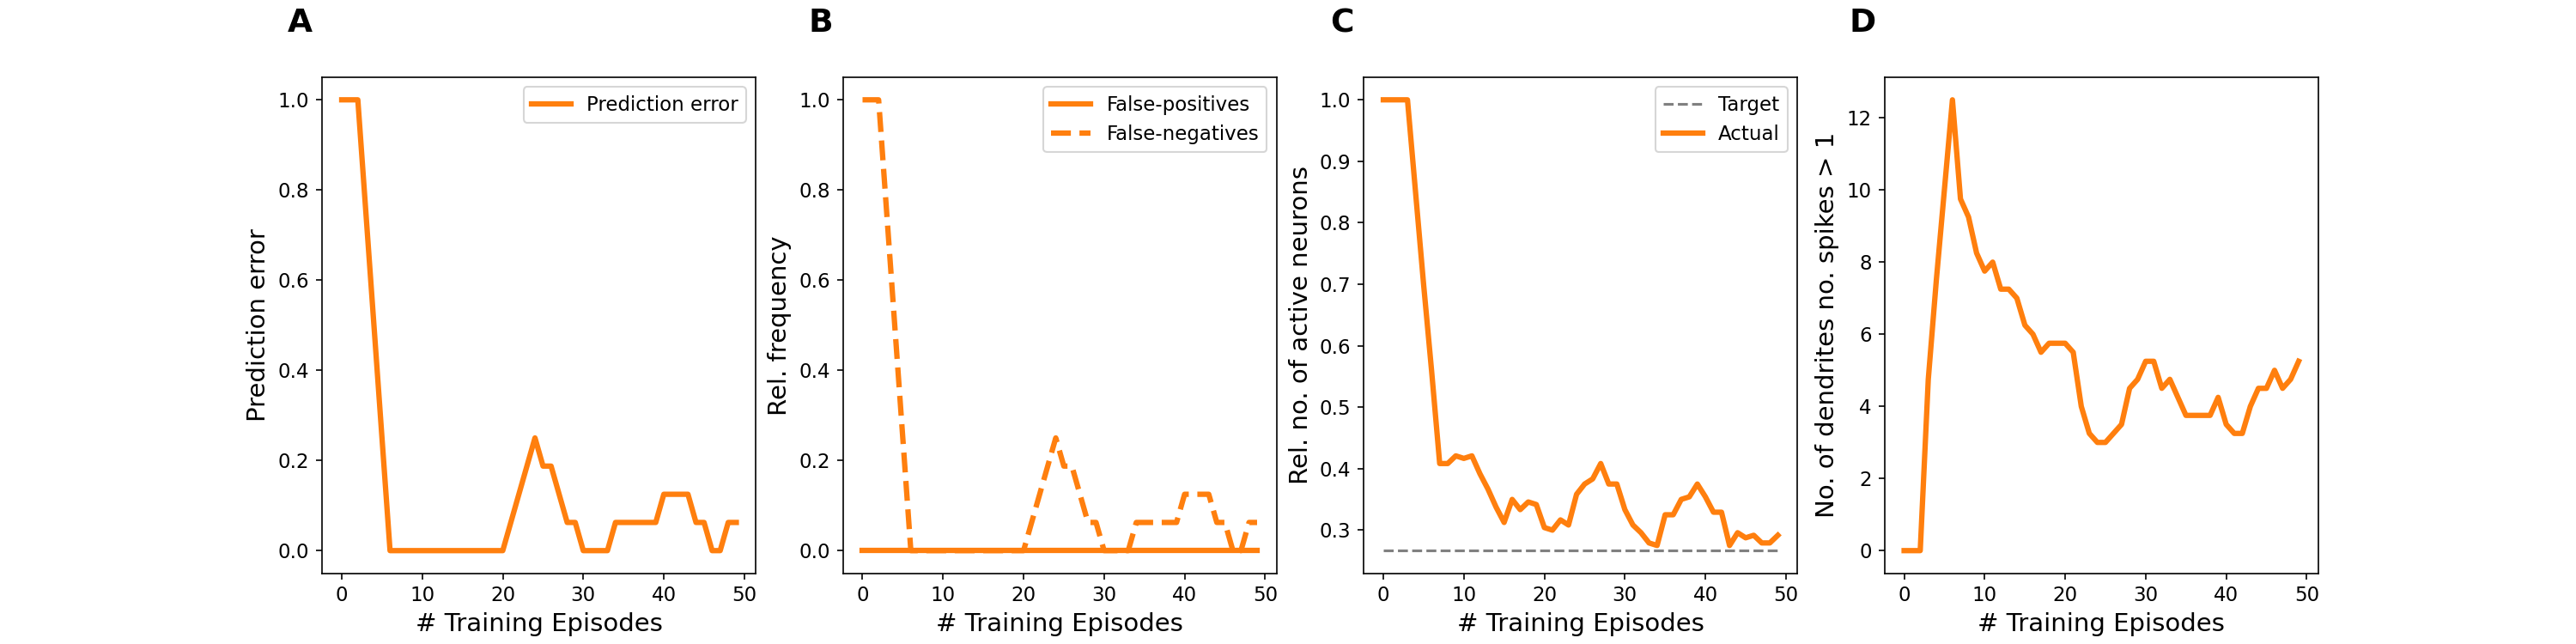 A
Prediction error
1.0
0.8
0.6
0.4
0.2
0.0
Prediction error
0 10 20 30 40 50
# Training Episodes
B
Rel. frequency
1.0
0.8
0.6
0.4
0.2
0.0
False-positives
False-negatives
0 10 20 30 40 50
# Training Episodes
C
Rel. no. of active neurons
1.0
0.9
0.8
0.7
0.6
0.5
0.4
0.3
Target
Actual
0 10 20 30 40 50
# Training Episodes
D
No. of dendrites no. spikes > 1
12
10
8
6
4
2
0
0 10 20 30 40 50
# Training Episodes